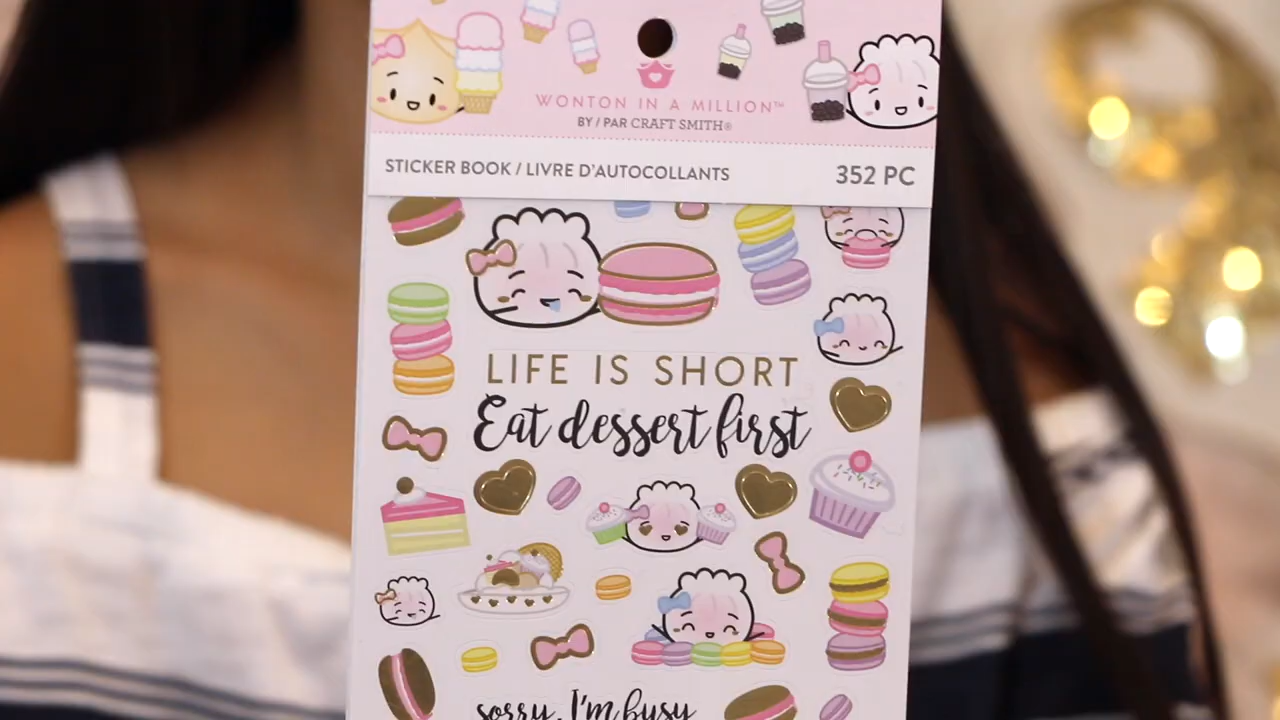 WONTON IN A MILLION™
BY / PAR CRAFT SMITH®
STICKER BOOK / LIVRE D'AUTOCOLLANTS 352 PC
LIFE IS SHORT
Eat dessert first
sorry, I'm busy